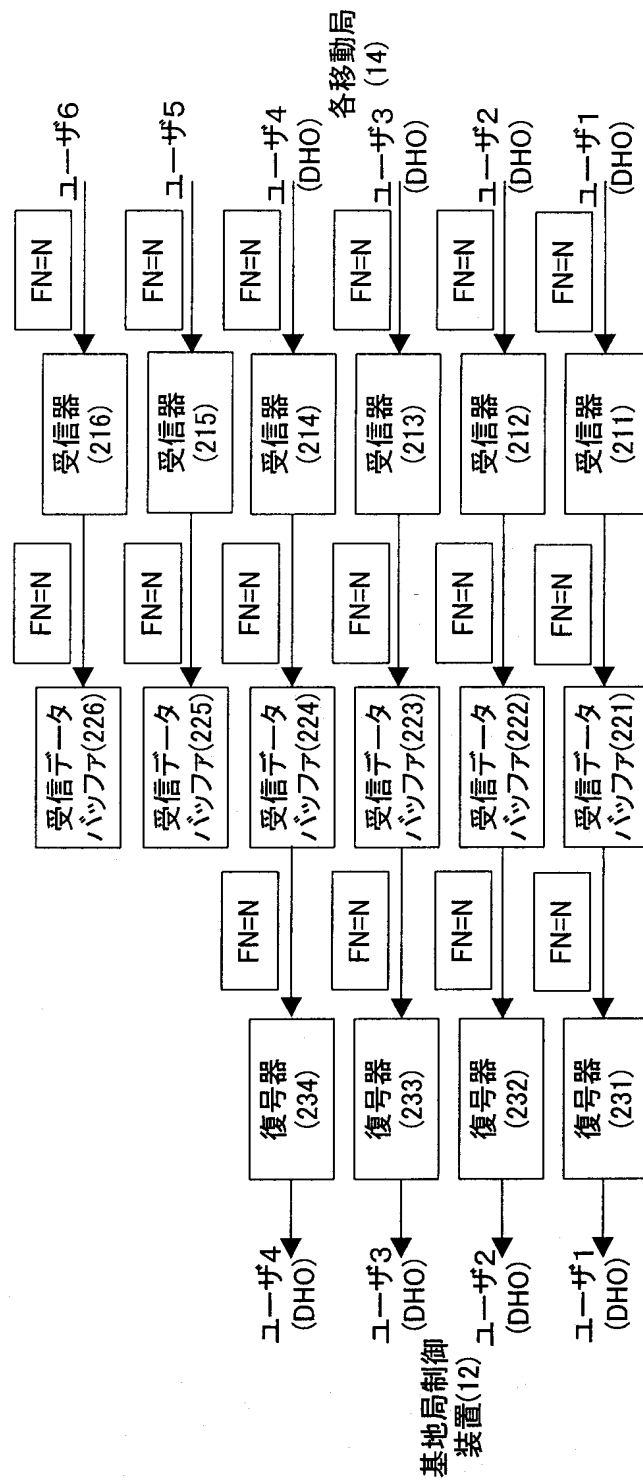 受信データ
バッファ(226)
FN=N
受信器
(216)
FN=N
ユーザ6
受信データ
バッファ(225)
FN=N
受信器
(215)
FN=N
ユーザ5
ユーザ4
(DHO)
復号器
(234)
FN=N
受信データ
バッファ(224)
FN=N
受信器
(214)
FN=N
ユーザ4
(DHO)
各移動局
(14)
ユーザ3
(DHO)
復号器
(233)
FN=N
受信データ
バッファ(223)
FN=N
受信器
(213)
FN=N
ユーザ3
(DHO)
基地局制御
装置(12)
ユーザ2
(DHO)
復号器
(232)
FN=N
受信データ
バッファ(222)
FN=N
受信器
(212)
FN=N
ユーザ2
(DHO)
ユーザ1
(DHO)
復号器
(231)
FN=N
受信データ
バッファ(221)
FN=N
受信器
(211)
FN=N
ユーザ1
(DHO)